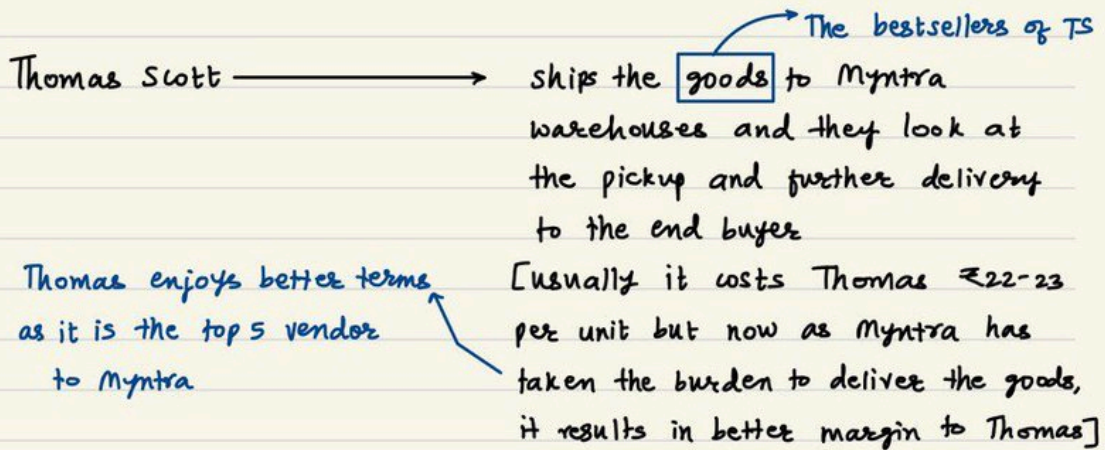 The bestsellers of TS
Thomas Scott
ships the goods to Myntra
warehouses and they look at
the pickup and further delivery
to the end buyer
Thomas enjoys better terms
as it is the top 5 vendor
to Myntra
[usually it costs Thomas ₹22-23
per unit but now as Myntra has
taken the burden to deliver the goods,
it results in better margin to Thomas]